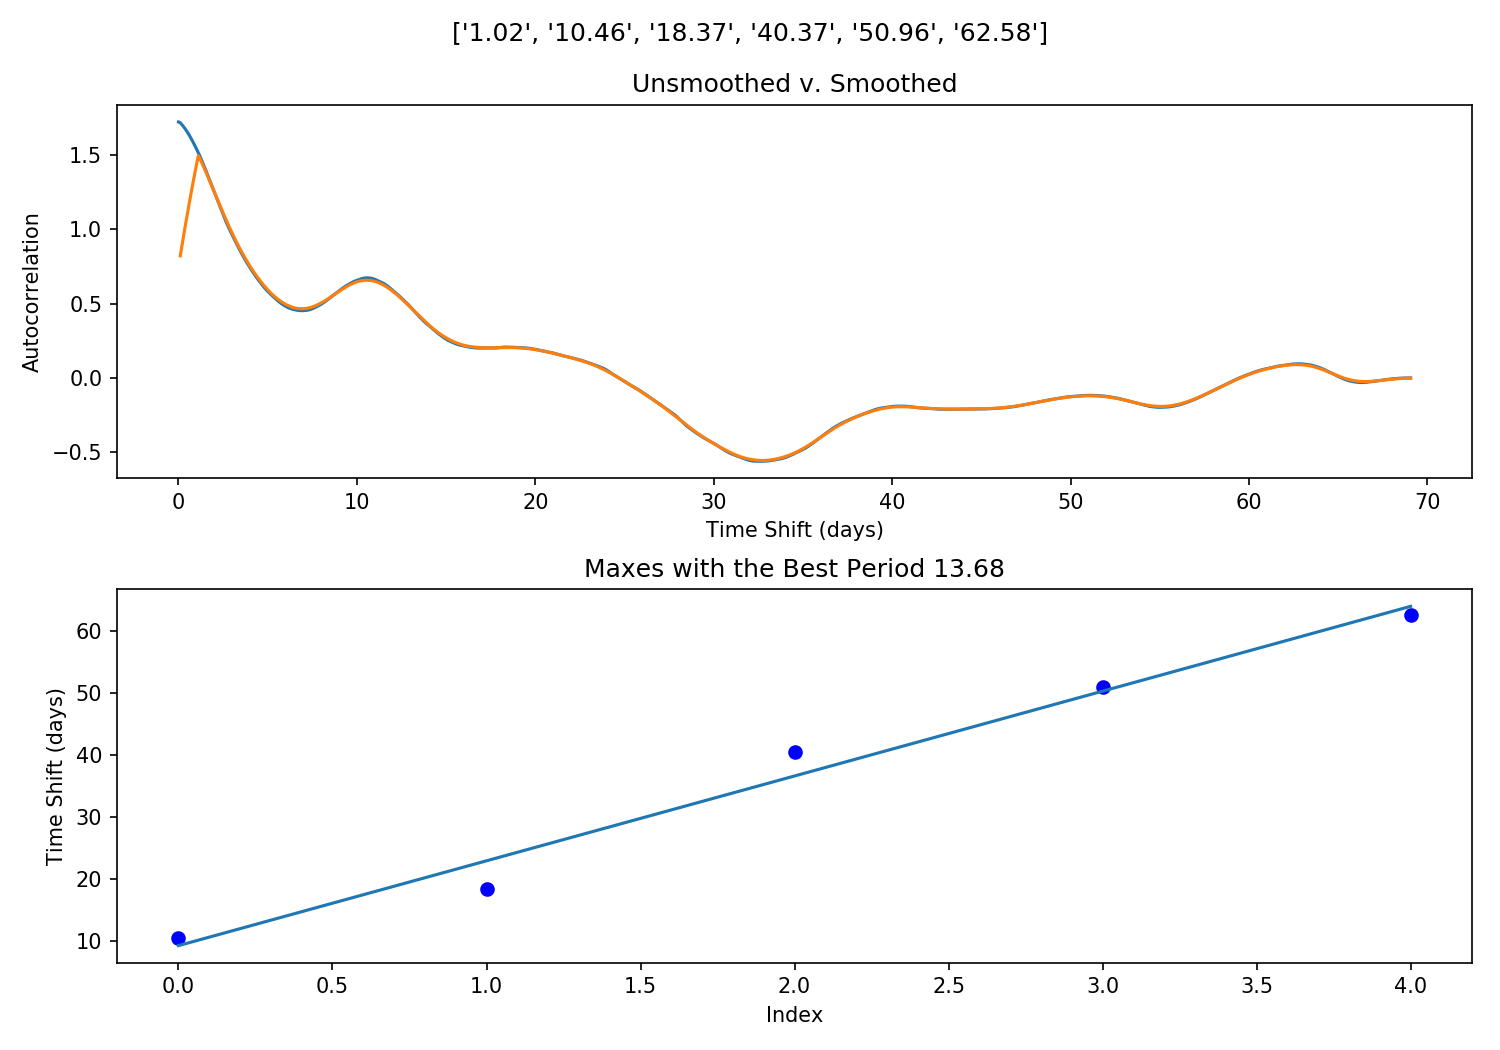 ['1.02', '10.46', '18.37', '40.37', '50.96', '62.58']
Unsmoothed v. Smoothed
1.5
1.0
0.5
0.0
−0.5
Autocorrelation
0 10 20 30 40 50 60 70
Time Shift (days)
Maxes with the Best Period 13.68
60
50
40
30
20
10
Time Shift (days)
0.0 0.5 1.0 1.5 2.0 2.5 3.0 3.5 4.0
Index